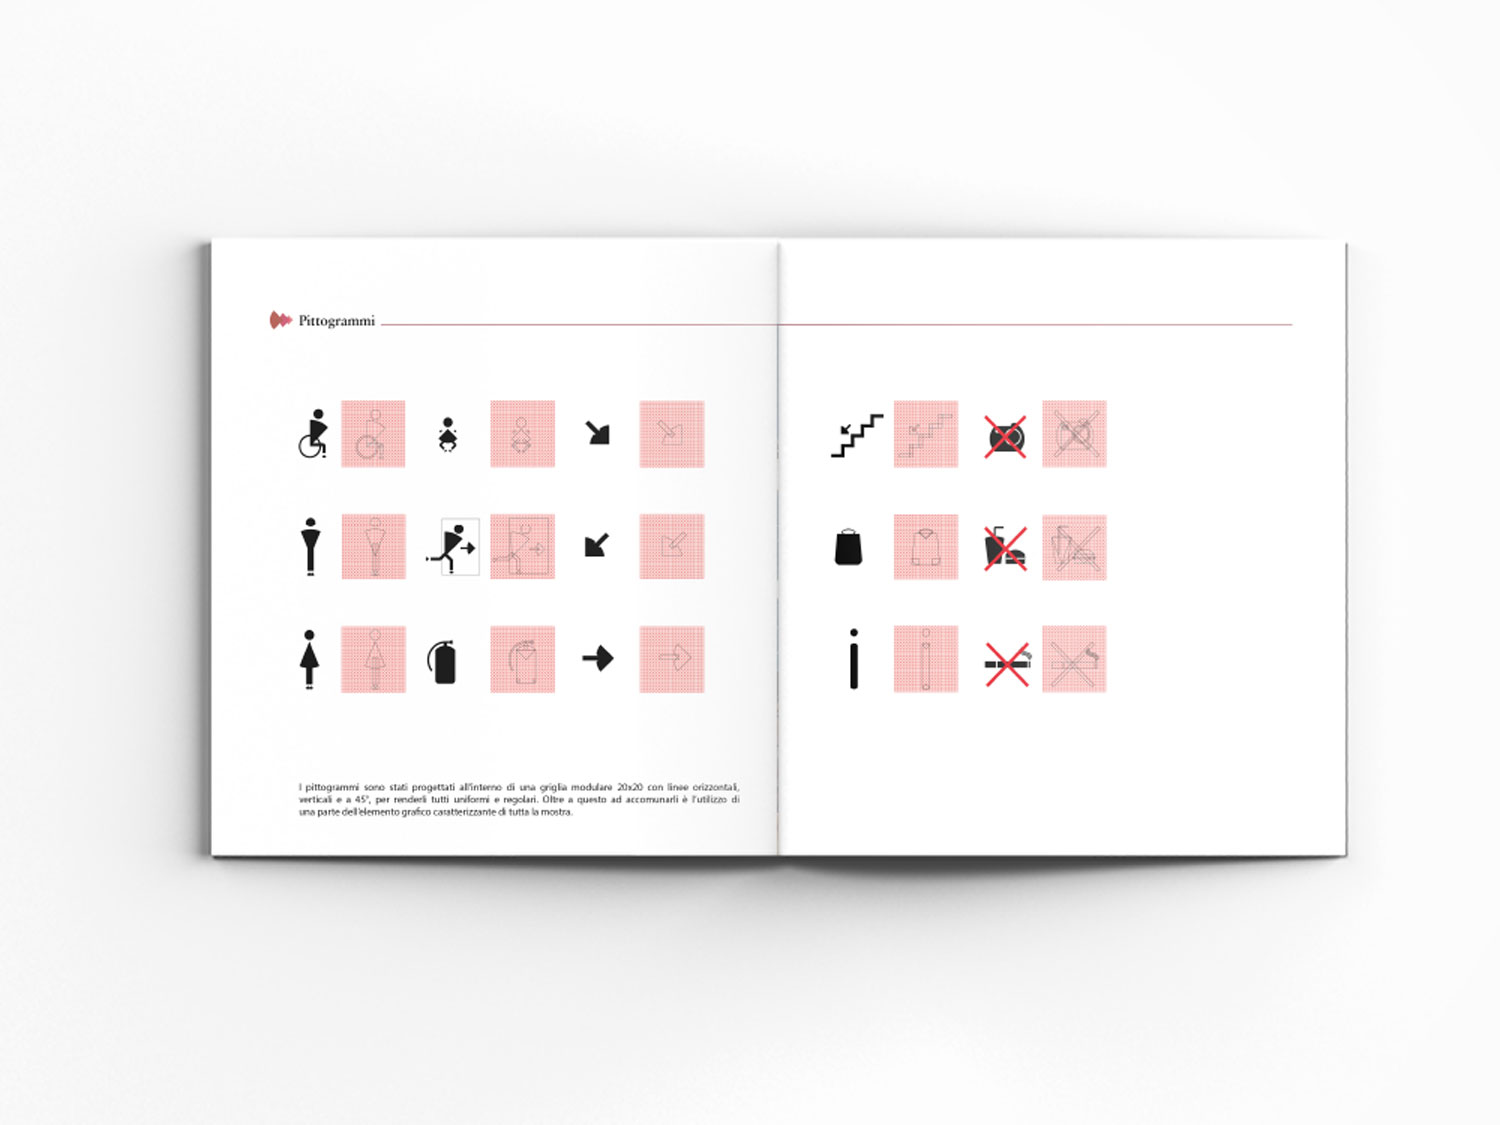 Pittogrammi
I pittogrammi sono stati progettati all'interno di una griglia modulare 20x20 con linee orizzontali,
verticali e a 45°, per renderli tutti uniformi e regolari. Oltre a questo ad accomunarli è l'utilizzo di
una parte dell'elemento grafico caratterizzante di tutta la mostra.